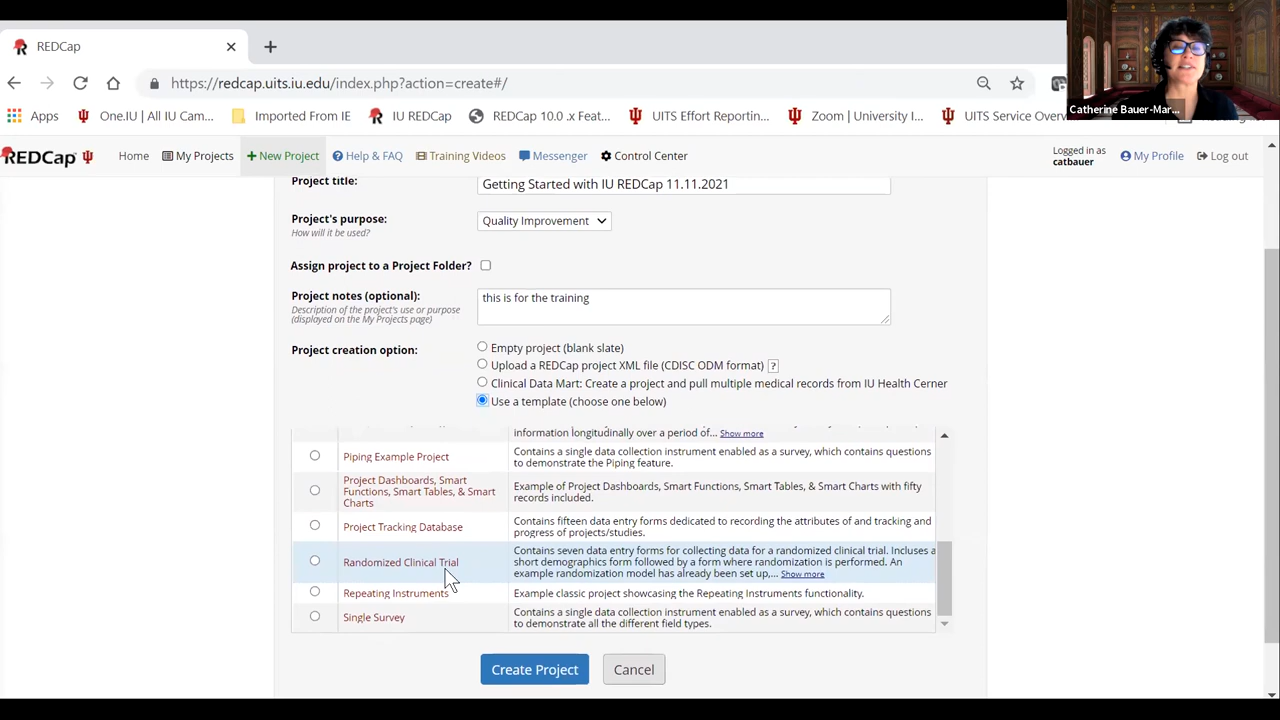 REDCap
https://redcap.uits.iu.edu/index.php?action=create#/
Catherine Bauer-Mar...
Apps
One.IU | All IU Cam...
Imported From IE
IU REDCap
REDCap 10.0 .x Feat...
UITS Effort Reportin...
Zoom | University I...
UITS Service Over
REDCap
Home
My Projects
New Project
Help & FAQ
Training Videos
Messenger
Control Center
Logged in as
catbauer
My Profile
Log out
Project title:
Getting Started with IU REDCap 11.11.2021
Project's purpose:
How will it be used?
Quality Improvement
Assign project to a Project Folder?
Project notes (optional):
Description of the project's use or purpose
(displayed on the My Projects page)
this is for the training
Project creation option:
Empty project (blank slate)
Upload a REDCap project XML file (CDISC ODM format) ?
Clinical Data Mart: Create a project and pull multiple medical records from IU Health Cerner
Use a template (choose one below)
information longitudinally over a period of... Show more
Piping Example Project
Contains a single data collection instrument enabled as a survey, which contains questions
to demonstrate the Piping feature.
Project Dashboards, Smart
Functions, Smart Tables, & Smart
Charts
Example of Project Dashboards, Smart Functions, Smart Tables, & Smart Charts with fifty
records included.
Project Tracking Database
Contains fifteen data entry forms dedicated to recording the attributes of and tracking and
progress of projects/studies.
Randomized Clinical Trial
Contains seven data entry forms for collecting data for a randomized clinical trial. Includes a
short demographics form followed by a form where randomization is performed. An
example randomization model has already been set up,... Show more
Repeating Instruments
Example classic project showcasing the Repeating Instruments functionality.
Single Survey
Contains a single data collection instrument enabled as a survey, which contains questions
to demonstrate all the different field types.
Create Project
Cancel